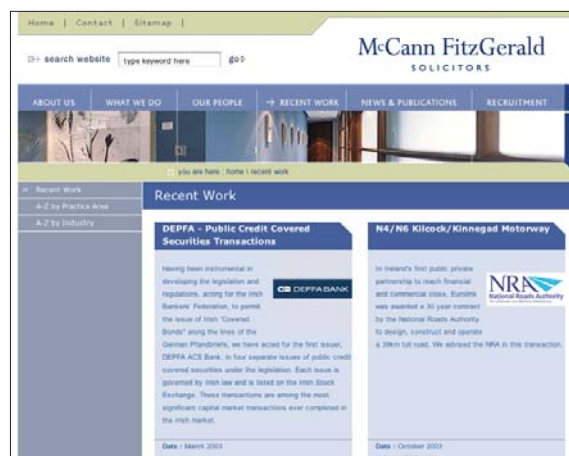 Home | Contact | Sitemap |
search website type keyword here go
McCann FitzGerald
SOLICITORS
ABOUT US WHAT WE DO OUR PEOPLE → RECENT WORK NEWS & PUBLICATIONS RECRUITMENT
you are here : home \ recent work
Recent Work
A-Z by Practice Area
A-Z by Industry
Recent Work
DEPFA - Public Credit Covered
Securities Transactions
Having been instrumental in
developing the legislation and
regulations, acting for the Irish
Bankers' Federation, to permit
the issue of Irish "Covered
Bonds" along the lines of the
German Pfandbriefs, we have acted for the first issuer,
DEPFA ACS Bank, in four separate issues of public credit
covered securities under the legislation. Each issue is
governed by Irish law and is listed on the Irish Stock
Exchange. These transactions are among the most
significant capital market transactions ever completed in
the Irish market.
DEPFA BANK
Date : March 2003
N4/N6 Kilcock/Kinnegad Motorway
In Ireland's first public private
partnership to reach financial
and commercial close, Eurolink
was awarded a 30 year contract
by the National Roads Authority
to design, construct and operate
a 39km toll road. We advised the NRA in this transaction.
NRA
National Roads Authority
Date : October 2003